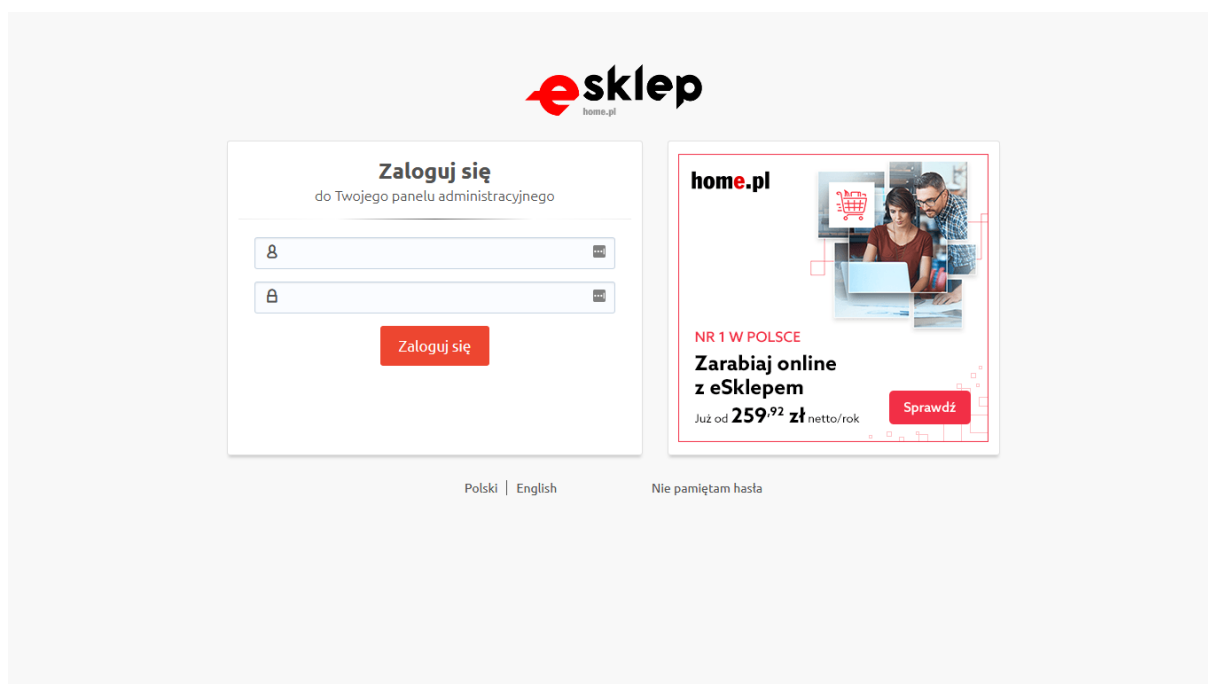 esklep
home.pl
Zaloguj się
do Twojego panelu administracyjnego
Zaloguj się
home.pl
NR 1 W POLSCE
Zarabiaj online
z eSklepem
Już od 259,92 zł netto/rok
Sprawdź
Polski | English
Nie pamiętam hasła